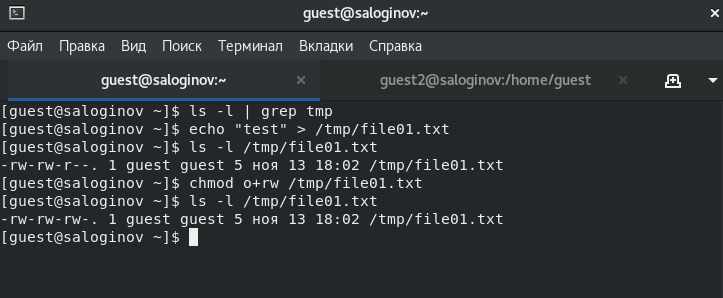 guest@saloginov:~
Файл Правка Вид Поиск Терминал Вкладки Справка
guest@saloginov:~ guest2@saloginov:/home/guest
[guest@saloginov ~]$ ls -l | grep tmp
[guest@saloginov ~]$ echo "test" > /tmp/file01.txt
[guest@saloginov ~]$ ls -l /tmp/file01.txt
-rw-rw-r--. 1 guest guest 5 ноя 13 18:02 /tmp/file01.txt
[guest@saloginov ~]$ chmod o+rw /tmp/file01.txt
[guest@saloginov ~]$ ls -l /tmp/file01.txt
-rw-rw-rw-. 1 guest guest 5 ноя 13 18:02 /tmp/file01.txt
[guest@saloginov ~]$